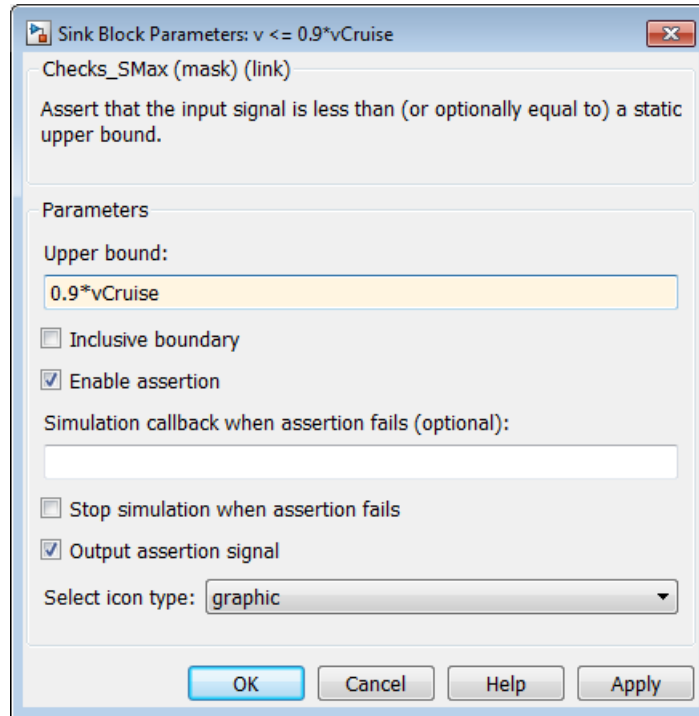 Sink Block Parameters: v <= 0.9*vCruise
Checks_SMax (mask) (link)
Assert that the input signal is less than (or optionally equal to) a static
upper bound.
Parameters
Upper bound:
0.9*vCruise
Inclusive boundary
Enable assertion
Simulation callback when assertion fails (optional):
Stop simulation when assertion fails
Output assertion signal
Select icon type: graphic
OK Cancel Help Apply